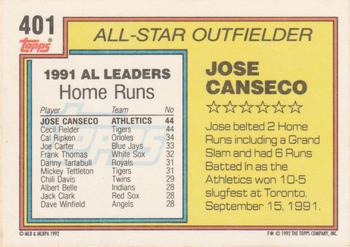 401
Topps
ALL-STAR OUTFIELDER
1991 AL LEADERS
Home Runs
Player Team No
JOSE CANSECO ATHLETICS 44
Cecil Fielder Tigers 44
Cal Ripken Orioles 34
Joe Carter Blue Jays 33
Frank Thomas White Sox 32
Danny Tartabull Royals 31
Mickey Tettleton Tigers 31
Chili Davis Twins 29
Albert Belle Indians 28
Jack Clark Red Sox 28
Dave Winfield Angels 28
JOSE
CANSECO
Jose belted 2 Home
Runs including a Grand
Slam and had 6 Runs
Batted In as the
Athletics won 10-5
slugfest at Toronto,
September 15, 1991.
© MLB & MLBPA 1992
F* © 1992 THE TOPPS COMPANY, INC.